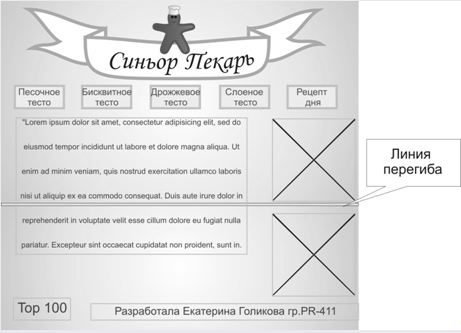 Синьор Пекарь
Песочное тесто
Бисквитное тесто
Дрожжевое тесто
Слоеное тесто
Рецепт дня
"Lorem ipsum dolor sit amet, consectetur adipisicing elit, sed do
eiusmod tempor incididunt ut labore et dolore magna aliqua. Ut
enim ad minim veniam, quis nostrud exercitation ullamco laboris
nisi ut aliquip ex ea commodo consequat. Duis aute irure dolor in
reprehenderit in voluptate velit esse cillum dolore eu fugiat nulla
pariatur. Excepteur sint occaecat cupidatat non proident, sunt in.
Линия
перегиба
Top 100
Разработала Екатерина Голикова гр.PR-411